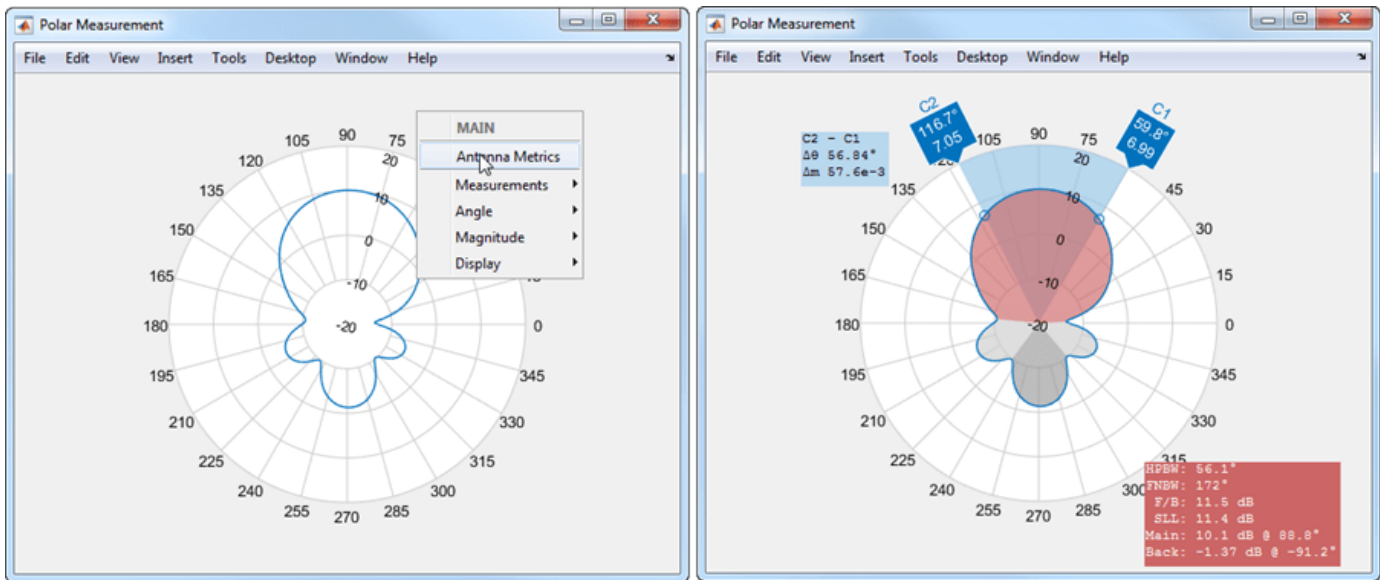 Polar Measurement
File Edit View Insert Tools Desktop Window Help
MAIN
Antenna Metrics
Measurements
Angle
Magnitude
Display
90
75
105
120
135
150
165
180
195
210
225
240
255
270
285
300
315
330
345
0
20
10
0
-10
-20
Polar Measurement
File Edit View Insert Tools Desktop Window Help
C2
116.7°
7.05
C1
59.8°
6.99
C2 - C1
Δθ 56.84°
Δm 57.6e-3
90
75
105
135
150
165
180
195
210
225
240
255
270
285
315
330
345
0
15
30
45
20
10
0
-10
-20
HPBW: 56.1°
FNBW: 172°
F/B: 11.5 dB
SLL: 11.4 dB
Main: 10.1 dB @ 88.8°
Back: -1.37 dB @ -91.2°